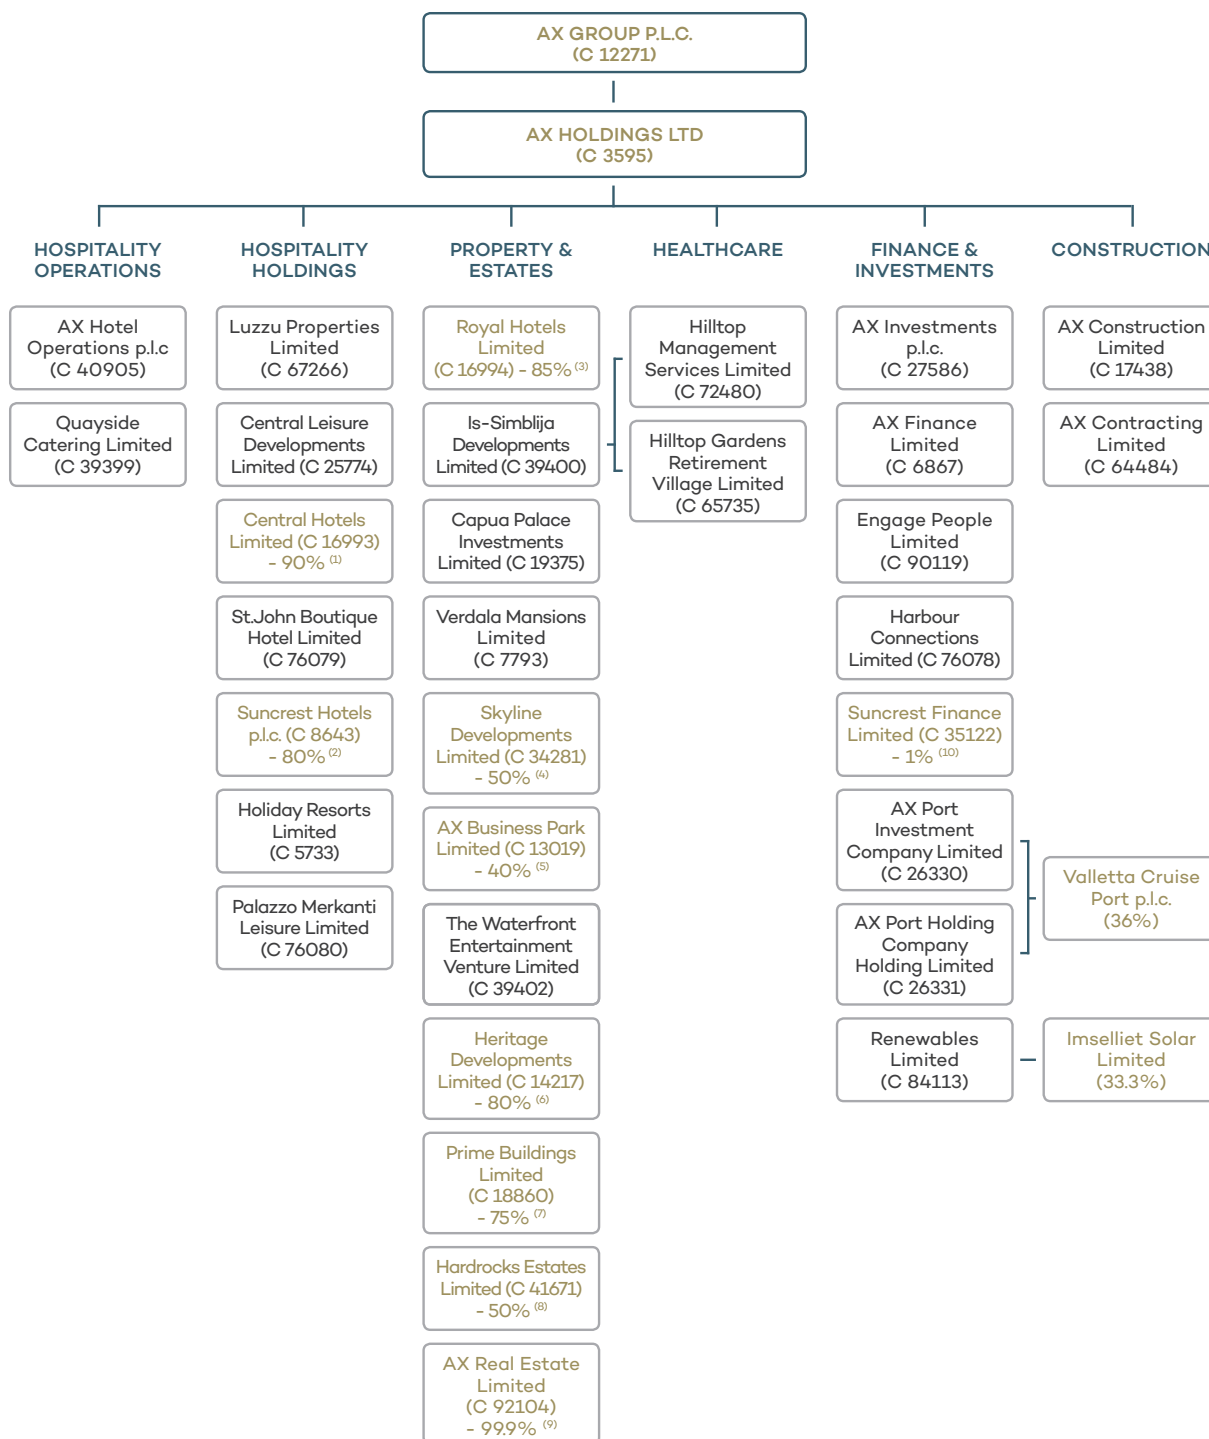 AX GROUP P.L.C.
(C 12271)
AX HOLDINGS LTD
(C 3595)
HOSPITALITY
OPERATIONS
AX Hotel
Operations p.l.c
(C 40905)
Quayside
Catering Limited
(C 39399)
HOSPITALITY
HOLDINGS
Luzzu Properties
Limited
(C 67266)
Central Leisure
Developments
Limited (C 25774)
Central Hotels
Limited (C 16993)
- 90% (1)
St.John Boutique
Hotel Limited
(C 76079)
Suncrest Hotels
p.l.c. (C 8643)
- 80% (2)
Holiday Resorts
Limited
(C 5733)
Palazzo Merkanti
Leisure Limited
(C 76080)
PROPERTY &
ESTATES
Royal Hotels
Limited
(C 16994) - 85% (3)
Is-Simblija
Developments
Limited (C 39400)
Capua Palace
Investments
Limited (C 19375)
Verdala Mansions
Limited
(C 7793)
Skyline
Developments
Limited (C 34281)
- 50% (4)
AX Business Park
Limited (C 13019)
- 40% (5)
The Waterfront
Entertainment
Venture Limited
(C 39402)
Heritage
Developments
Limited (C 14217)
- 80% (6)
Prime Buildings
Limited
(C 18860)
- 75% (7)
Hardrocks Estates
Limited (C 41671)
- 50% (8)
AX Real Estate
Limited
(C 92104)
- 99.9% (9)
HEALTHCARE
Hilltop
Management
Services Limited
(C 72480)
Hilltop Gardens
Retirement
Village Limited
(C 65735)
FINANCE &
INVESTMENTS
AX Investments
p.l.c.
(C 27586)
AX Finance
Limited
(C 6867)
Engage People
Limited
(C 90119)
Harbour
Connections
Limited (C 76078)
Suncrest Finance
Limited (C 35122)
- 1% (10)
AX Port
Investment
Company Limited
(C 26330)
AX Port Holding
Company
Holding Limited
(C 26331)
Renewables
Limited
(C 84113)
CONSTRUCTION
AX Construction
Limited
(C 17438)
AX Contracting
Limited
(C 64484)
Valletta Cruise
Port p.l.c.
(36%)
Imselliet Solar
Limited
(33.3%)